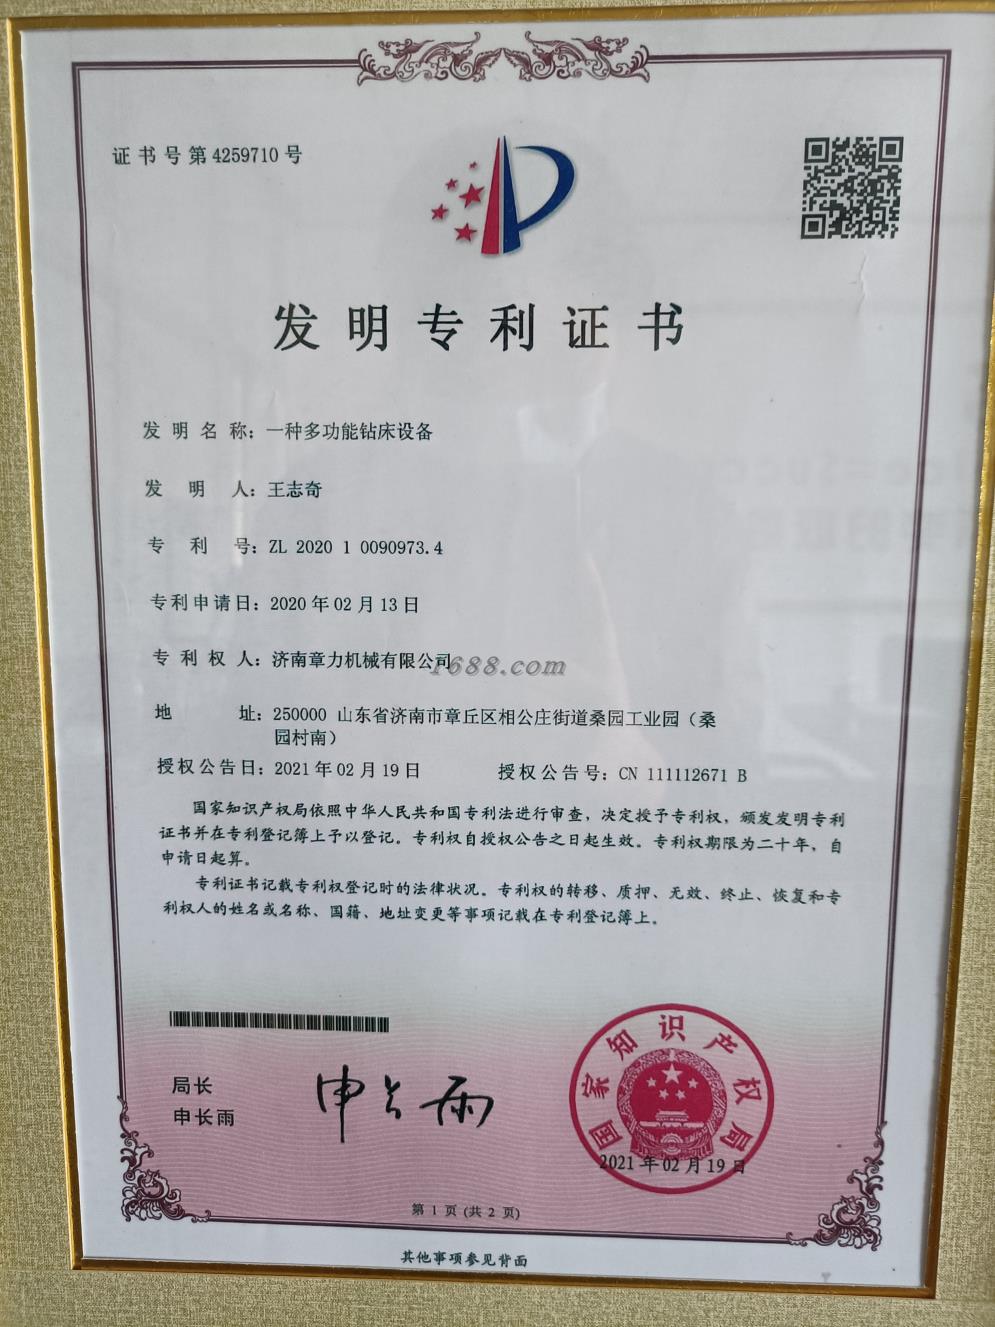 证书号第4259710号
发明专利证书
发明名称：一种多功能钻床设备
发明人：王志奇
专利号：ZL 2020 1 0090973.4
专利申请日：2020年02月13日
专利权人：济南章力机械有限公司
1688.com
地址：250000 山东省济南市章丘区相公庄街道桑园工业园（桑
园村南）
授权公告日：2021年02月19日 授权公告号：CN 111112671 B
国家知识产权局依照中华人民共和国专利法进行审查，决定授予专利权，颁发发明专利
证书并在专利登记簿上予以登记。专利权自授权公告之日起生效。专利权期限为二十年，自
申请日起算。
专利证书记载专利权登记时的法律状况。专利权的转移、质押、无效、终止、恢复和专
利权人的姓名或名称、国籍、地址变更等事项记载在专利登记簿上。
局长
申长雨
申长雨
国家知识产权局
2021年02月19日
第 1 页 (共 2 页)
其他事项参见背面